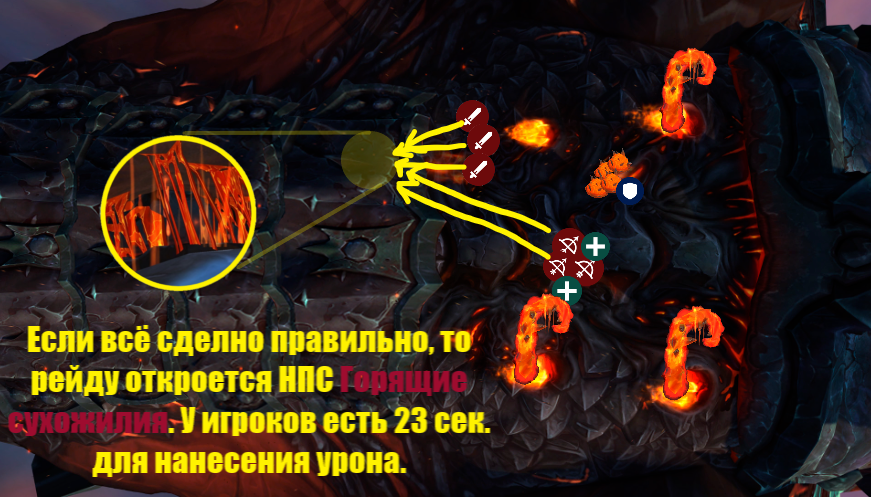 Если всё сделно правильно, то
рейду откроется НПС Горящие
сухожилия. У игроков есть 23 сек.
для нанесения урона.